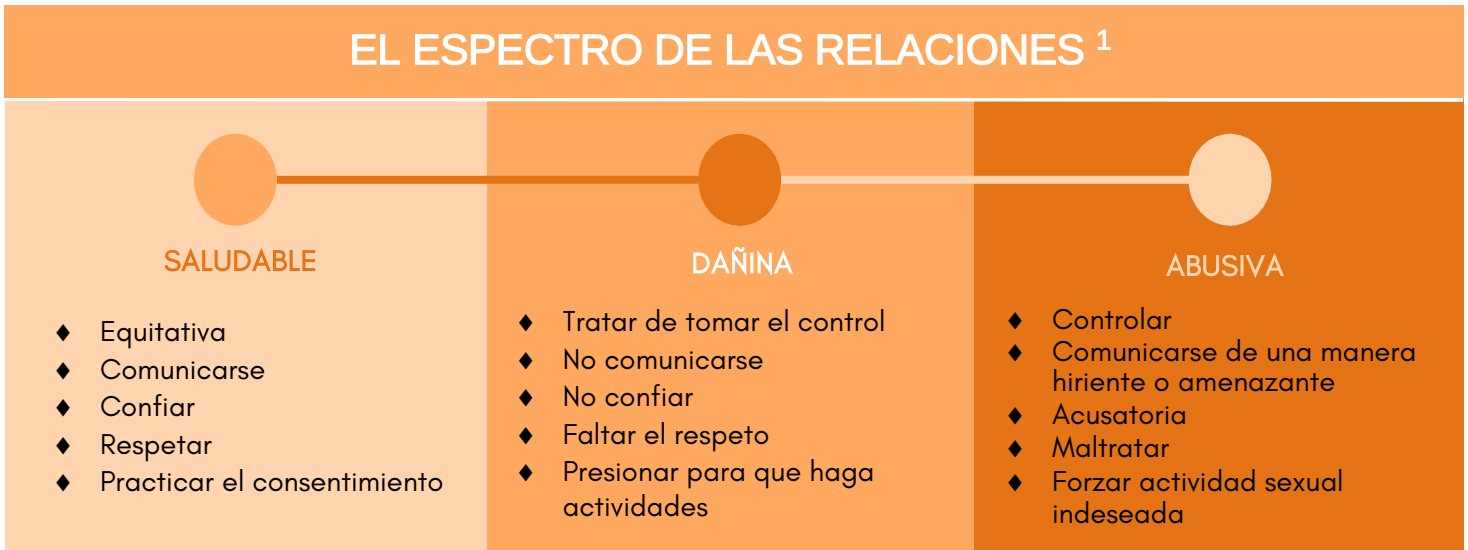 EL ESPECTRO DE LAS RELACIONES ¹
SALUDABLE
♦ Equitativa
♦ Comunicarse
♦ Confiar
♦ Respetar
♦ Practicar el consentimiento
DAÑINA
♦ Tratar de tomar el control
♦ No comunicarse
♦ No confiar
♦ Faltar el respeto
♦ Presionar para que haga
actividades
ABUSIVA
♦ Controlar
♦ Comunicarse de una manera
hiriente o amenazante
♦ Acusatoria
♦ Maltratar
♦ Forzar actividad sexual
indeseada